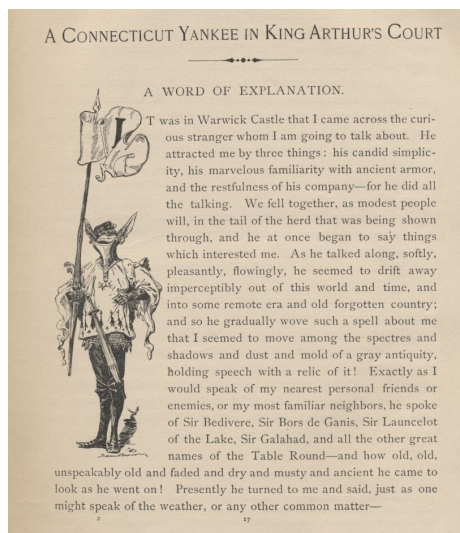 A CONNECTICUT YANKEE IN KING ARTHUR'S COURT
A WORD OF EXPLANATION.
IT was in Warwick Castle that I came across the curi-
ous stranger whom I am going to talk about. He
attracted me by three things: his candid simplic-
ity, his marvelous familiarity with ancient armor,
and the restfulness of his company—for he did all
the talking. We fell together, as modest people
will, in the tail of the herd that was being shown
through, and he at once began to say things
which interested me. As he talked along, softly,
pleasantly, flowingly, he seemed to drift away
imperceptibly out of this world and time, and
into some remote era and old forgotten country;
and so he gradually wove such a spell about me
that I seemed to move among the spectres and
shadows and dust and mold of a gray antiquity,
holding speech with a relic of it! Exactly as I
would speak of my nearest personal friends or
enemies, or my most familiar neighbors, he spoke
of Sir Bedivere, Sir Bors de Ganis, Sir Launcelot
of the Lake, Sir Galahad, and all the other great
names of the Table Round—and how old, old,
unspeakably old and faded and dry and musty and ancient he came to
look as he went on! Presently he turned to me and said, just as one
might speak of the weather, or any other common matter—
2 17